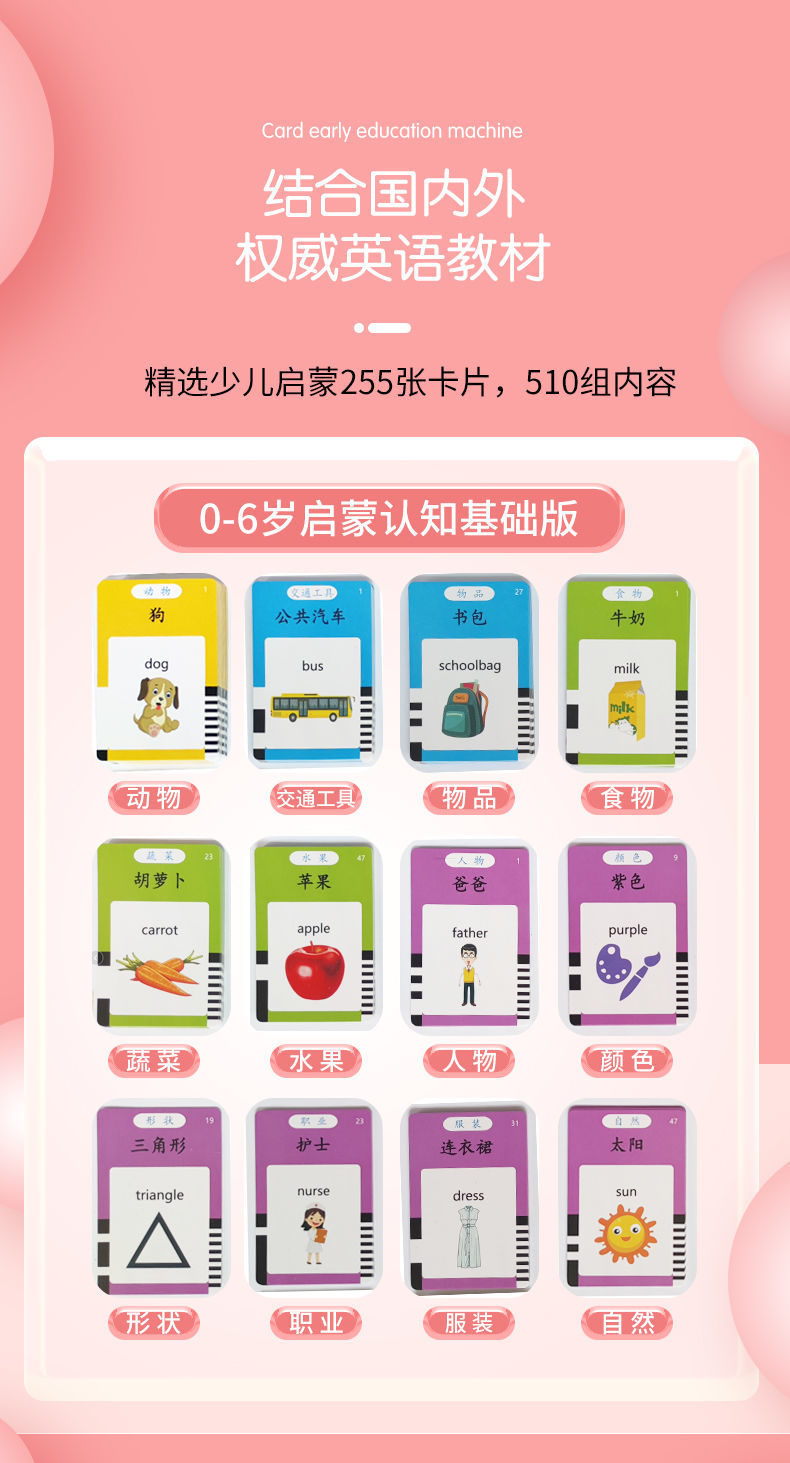 Card early education machine
结合国内外
权威英语教材
精选少儿启蒙255张卡片，510组内容
0-6岁启蒙认知基础版
动物 1
狗
dog
交通工具 1
公共汽车
bus
物品 27
书包
schoolbag
食物 1
牛奶
milk
milk
动物
交通工具
物品
食物
蔬菜 23
胡萝卜
carrot
水果 47
苹果
apple
人物 1
爸爸
father
颜色 9
紫色
purple
蔬菜
水果
人物
颜色
形状 19
三角形
triangle
职业 23
护士
nurse
服装 31
连衣裙
dress
自然 47
太阳
sun
形状
职业
服装
自然